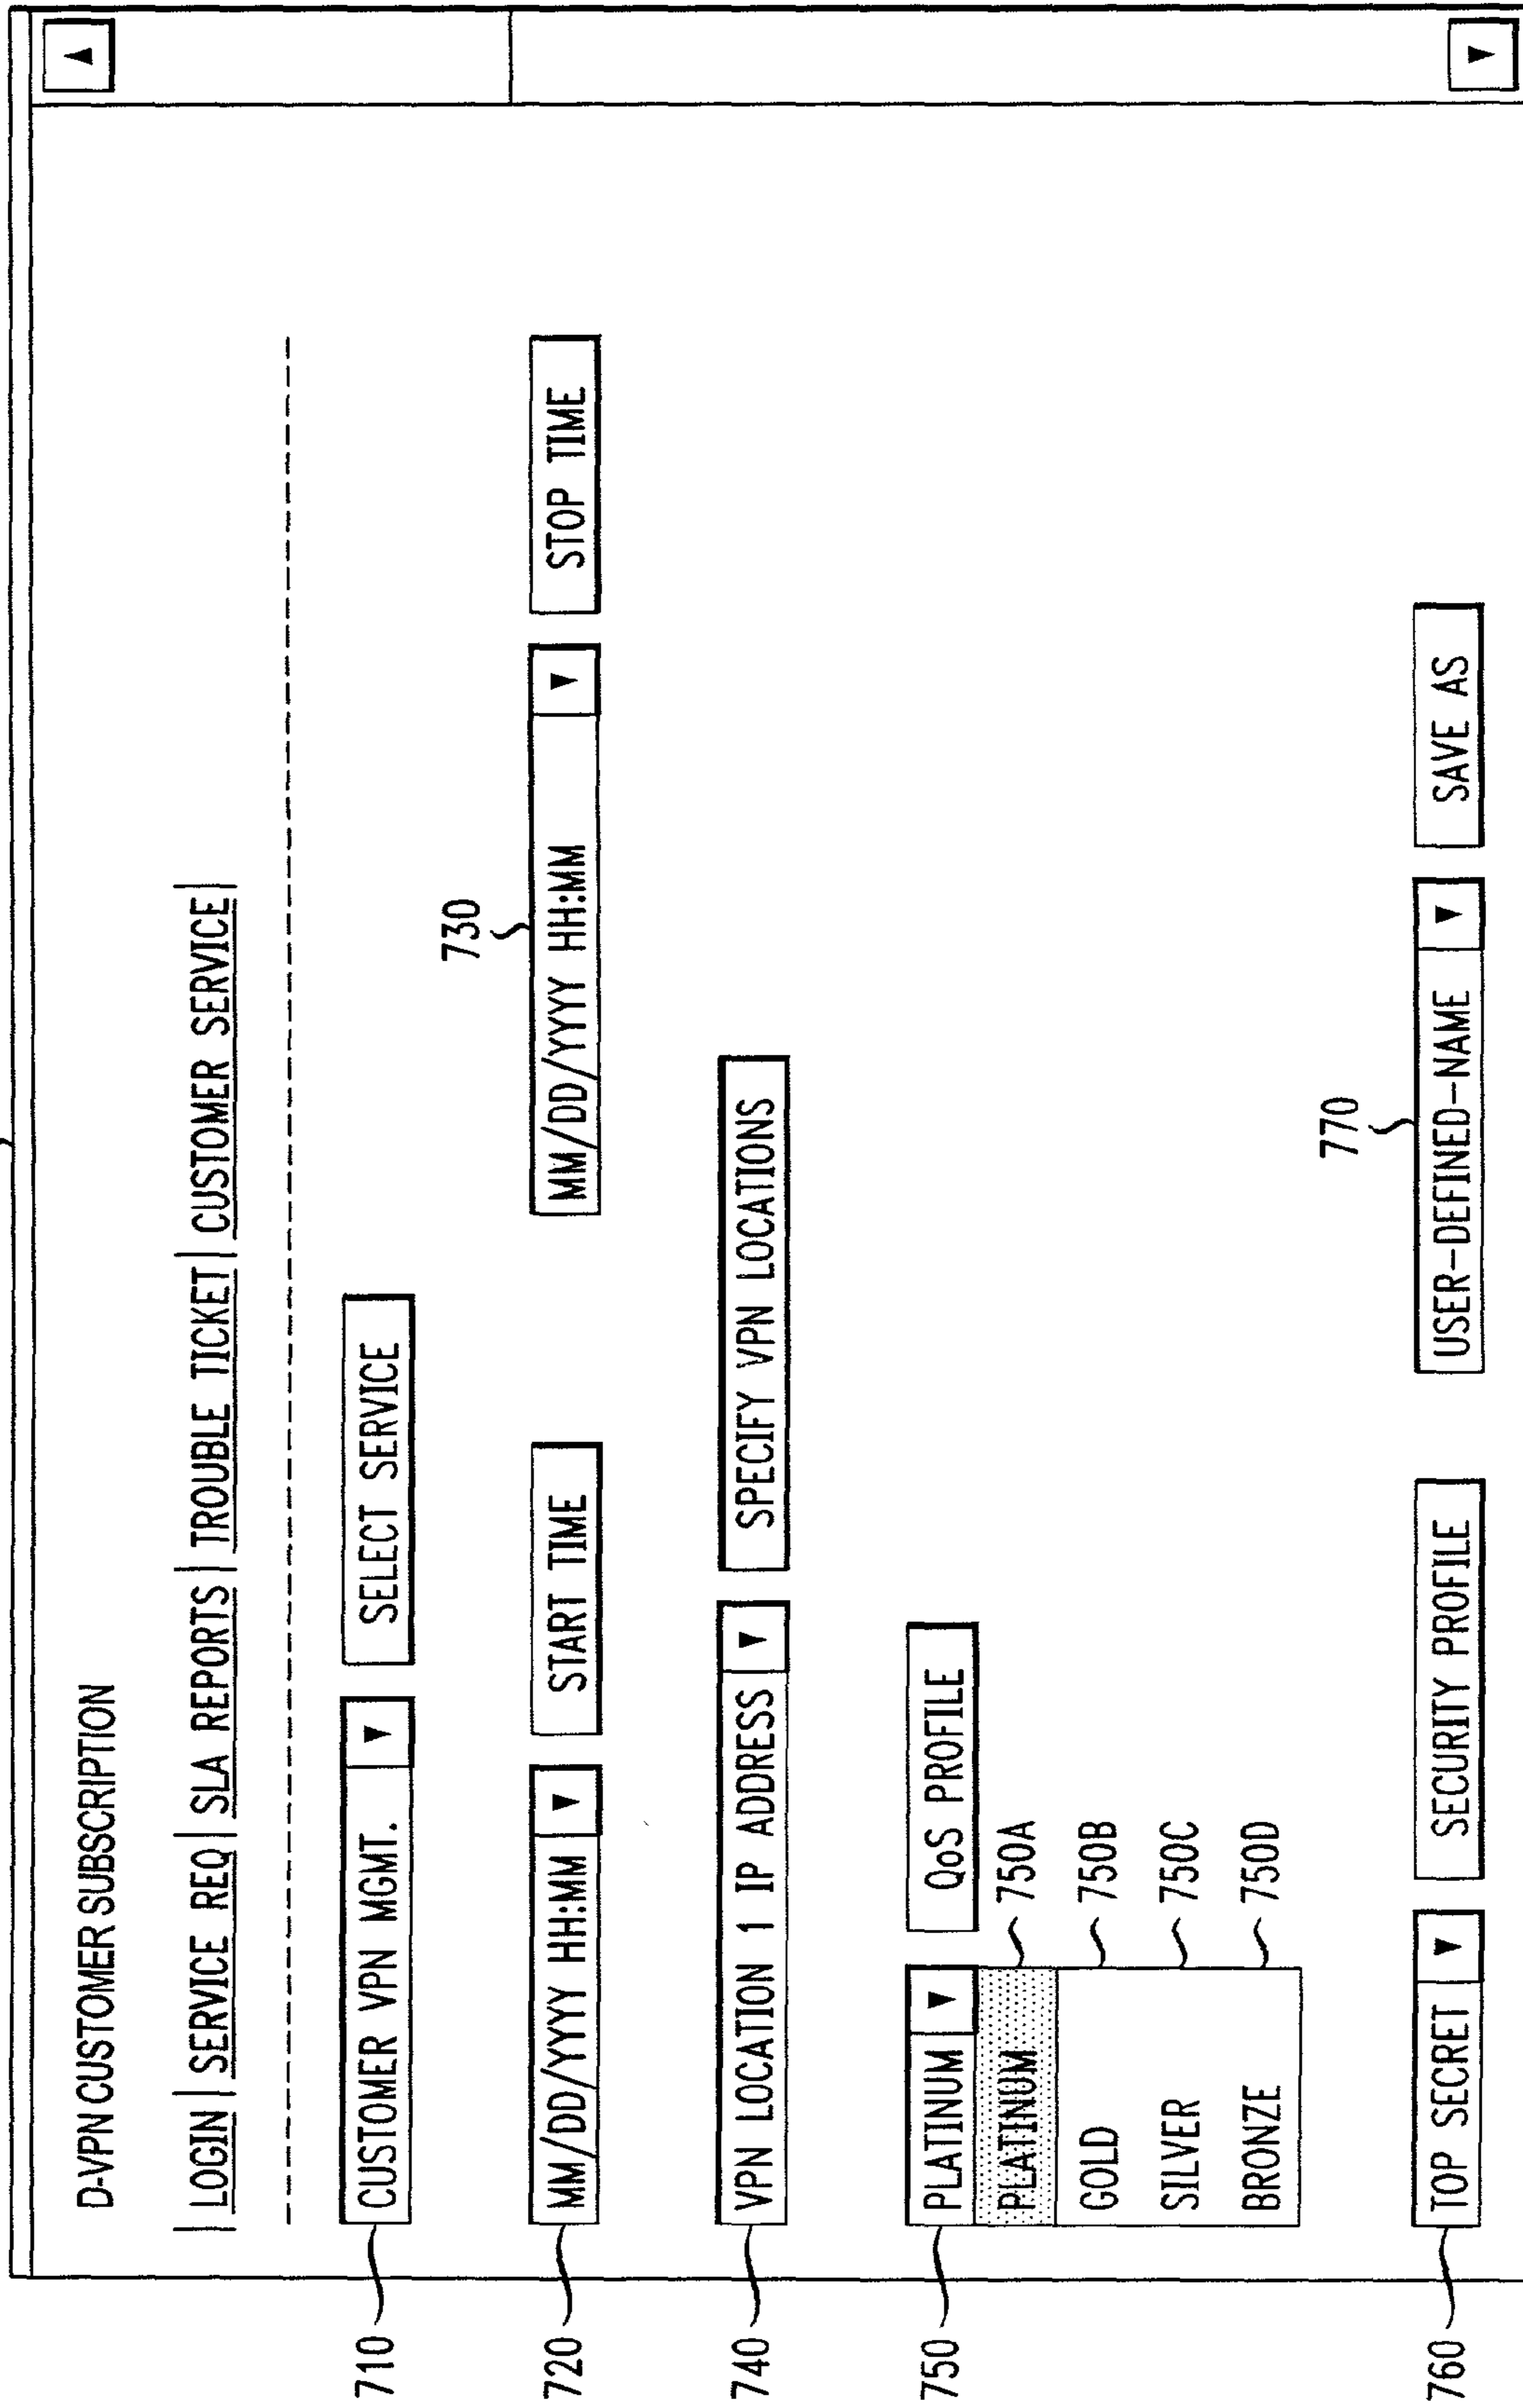 D-VPN CUSTOMER SUBSCRIPTION
| LOGIN | SERVICE REQ | SLA REPORTS | TROUBLE TICKET | CUSTOMER SERVICE |
710 CUSTOMER VPN MGMT. ▼ SELECT SERVICE
730
720 MM/DD/YYYY HH:MM ▼ START TIME MM/DD/YYYY HH:MM ▼ STOP TIME
740 VPN LOCATION 1 IP ADDRESS ▼ SPECIFY VPN LOCATIONS
750 PLATINUM ▼ QoS PROFILE
PLATINUM 750A
GOLD 750B
SILVER 750C
BRONZE 750D
770
760 TOP SECRET ▼ SECURITY PROFILE USER-DEFINED-NAME ▼ SAVE AS